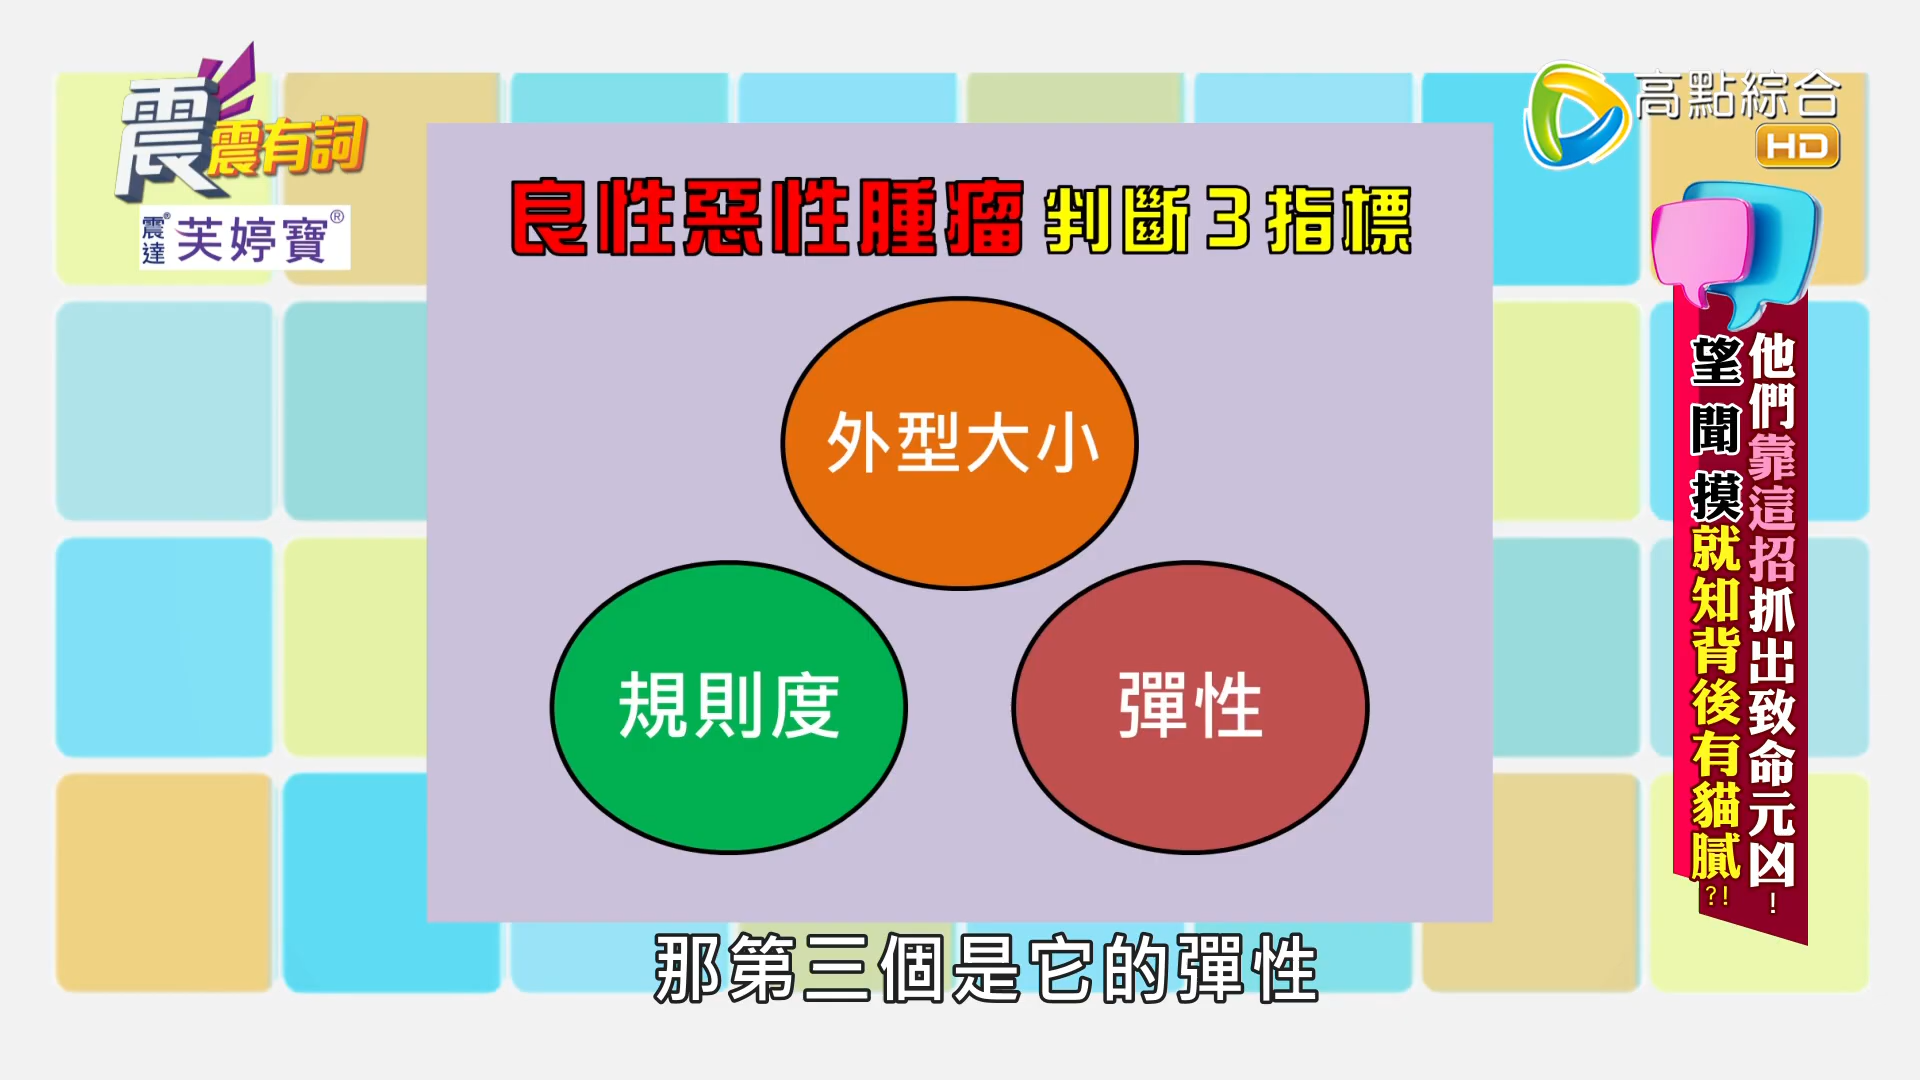 震震有詞
震達® 芙婷寶®
高點綜合
HD
良性惡性腫瘤 判斷3指標
外型大小
規則度
彈性
他們靠這招抓出致命元凶!
望 聞 摸就知背後有貓膩?!
那第三個是它的彈性